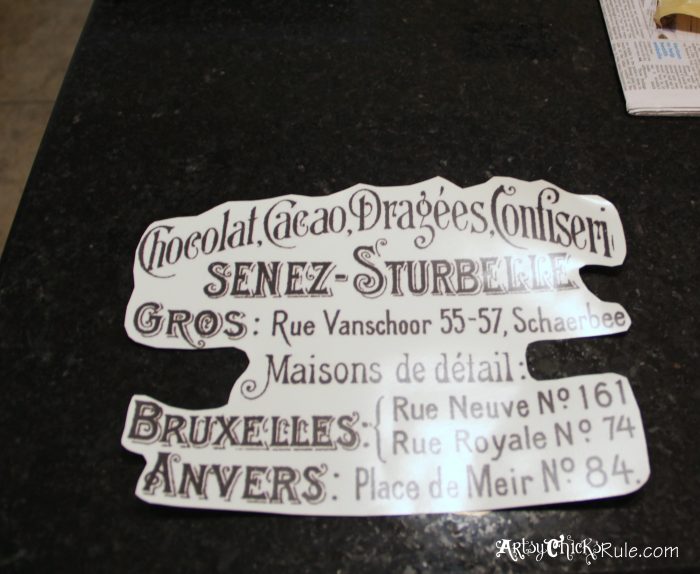 Chocolat, Cacao, Dragées, Confiseri
SENEZ-STURBELLE
GROS: Rue Vanschoor 55-57, Schaerbee
Maisons de détail:
BRUXELLES: { Rue Neuve Nº 161
Rue Royale Nº 74
ANVERS: Place de Meir Nº 84.
ArtsyChicksRule.com